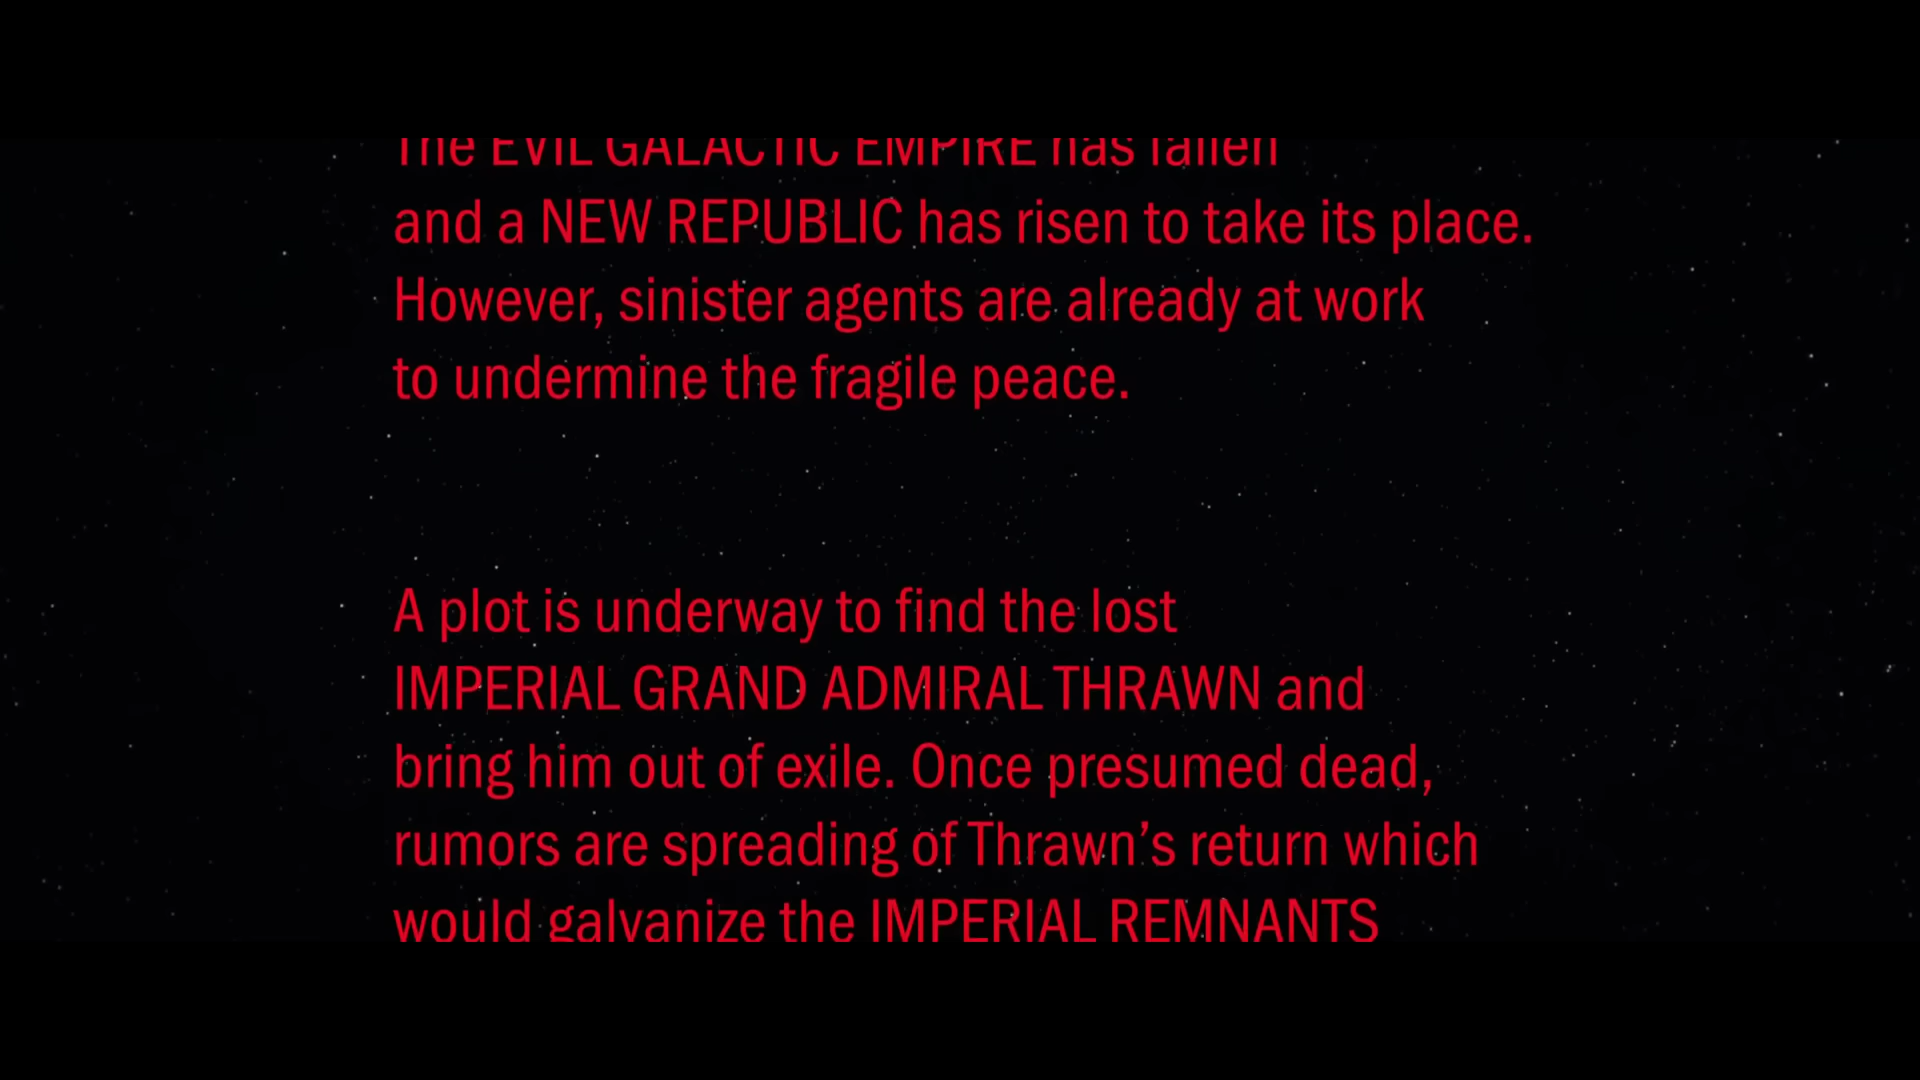 The EVIL GALACTIC EMPIRE has fallen
and a NEW REPUBLIC has risen to take its place.
However, sinister agents are already at work
to undermine the fragile peace.
A plot is underway to find the lost
IMPERIAL GRAND ADMIRAL THRAWN and
bring him out of exile. Once presumed dead,
rumors are spreading of Thrawn’s return which
would galvanize the IMPERIAL REMNANTS